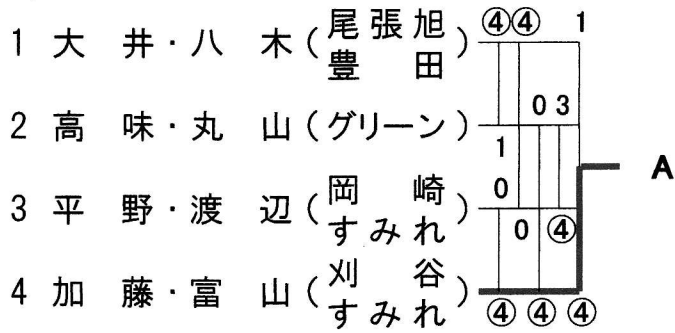 1 大 井・八 木 (尾張旭 豊田) ④④ 1
0 3
2 高 味・丸 山 (グリーン)
1
A
0
3 平 野・渡 辺 (岡崎 すみれ)
0 ④
4 加 藤・富 山 (刈谷 すみれ)
④ ④ ④